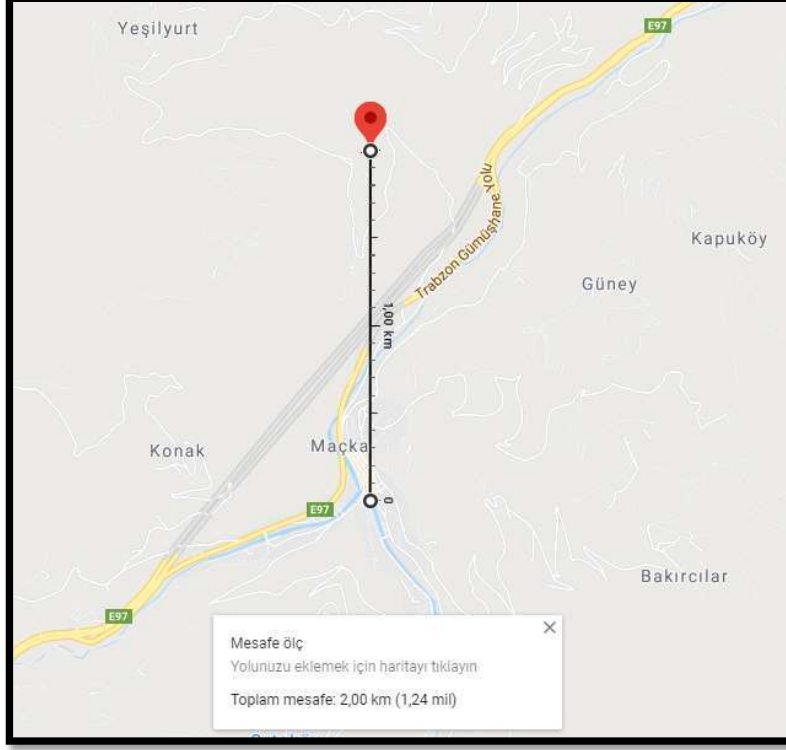 Yeşilyurt
E97
Trabzon Gümüşhane Yolu
Kapuköy
Güney
1,00 km
Konak
Maçka
0
E97
Bakırcılar
E97
Mesafe ölç
Yolunuzu eklemek için haritayı tıklayın
Toplam mesafe: 2,00 km (1,24 mil)